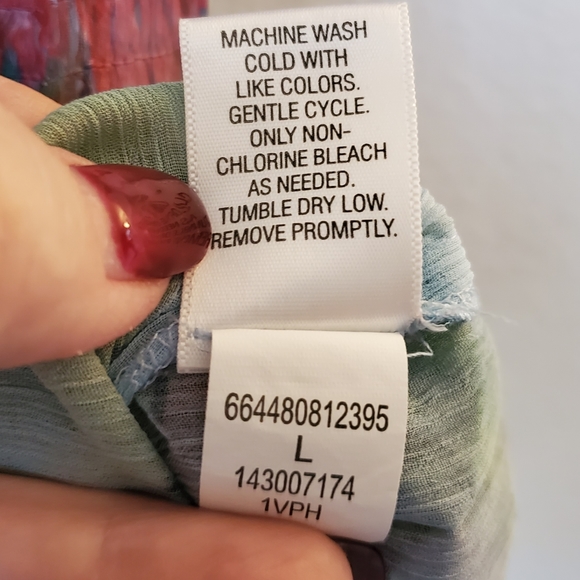 MACHINE WASH
COLD WITH
LIKE COLORS.
GENTLE CYCLE.
ONLY NON-
CHLORINE BLEACH
AS NEEDED.
TUMBLE DRY LOW.
REMOVE PROMPTLY.
664480812395
L
143007174
1VPH